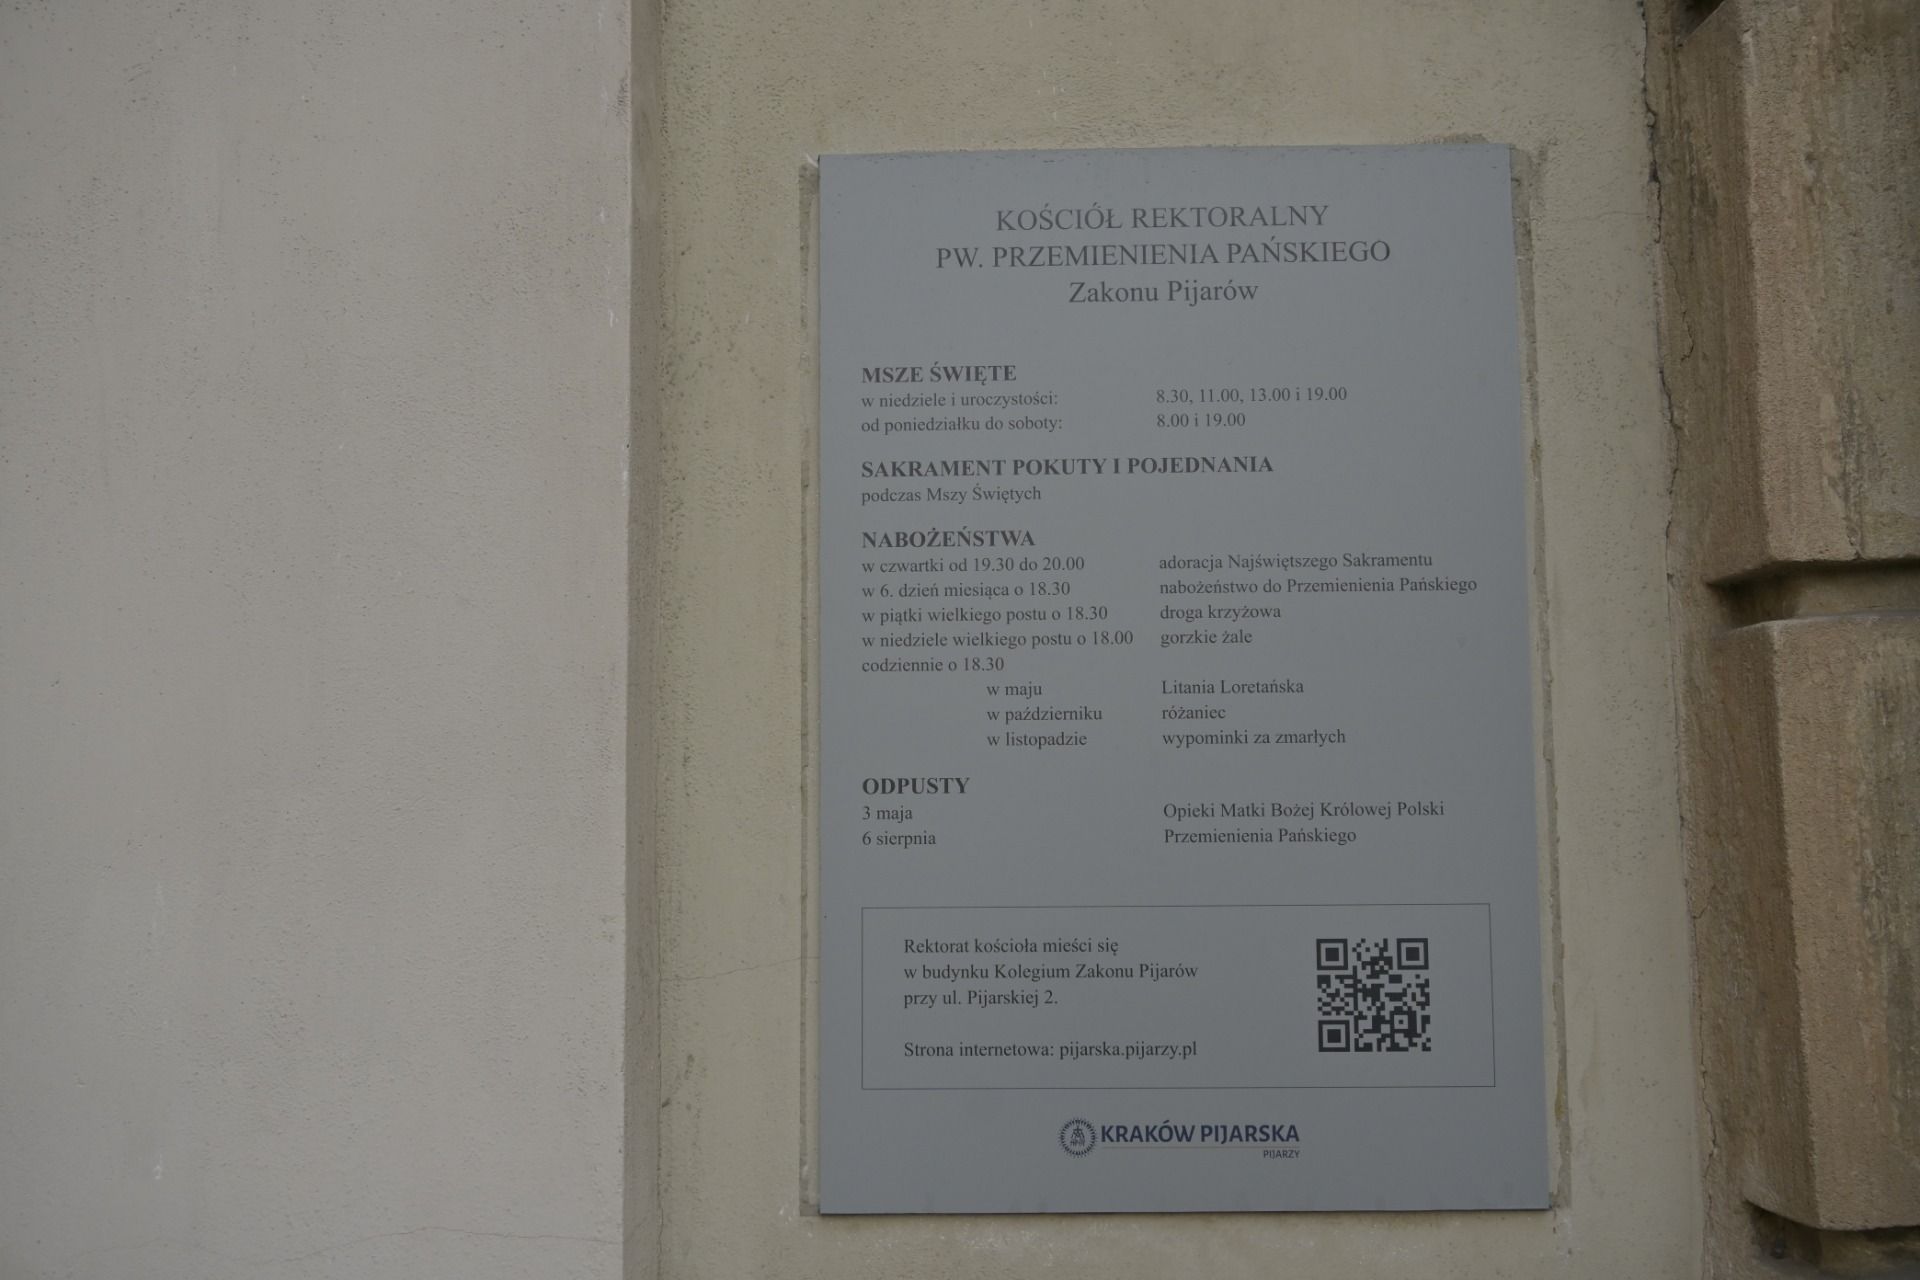 KOŚCIÓŁ REKTORALNY
PW. PRZEMIENIENIA PAŃSKIEGO
Zakonu Pijarów
MSZE ŚWIĘTE
w niedziele i uroczystości: 8.30, 11.00, 13.00 i 19.00
od poniedziałku do soboty: 8.00 i 19.00
SAKRAMENT POKUTY I POJEDNANIA
podczas Mszy Świętych
NABOŻEŃSTWA
w czwartki od 19.30 do 20.00 adoracja Najświętszego Sakramentu
w 6. dzień miesiąca o 18.30 nabożeństwo do Przemienienia Pańskiego
w piątki wielkiego postu o 18.30 droga krzyżowa
w niedziele wielkiego postu o 18.00 gorzkie żale
codziennie o 18.30
w maju Litania Loretańska
w październiku różaniec
w listopadzie wypominki za zmarłych
ODPUSTY
3 maja Opieki Matki Bożej Królowej Polski
6 sierpnia Przemienienia Pańskiego
Rektorat kościoła mieści się
w budynku Kolegium Zakonu Pijarów
przy ul. Pijarskiej 2.
Strona internetowa: pijarska.pijarzy.pl
KRAKÓW PIJARSKA
PIJARZY